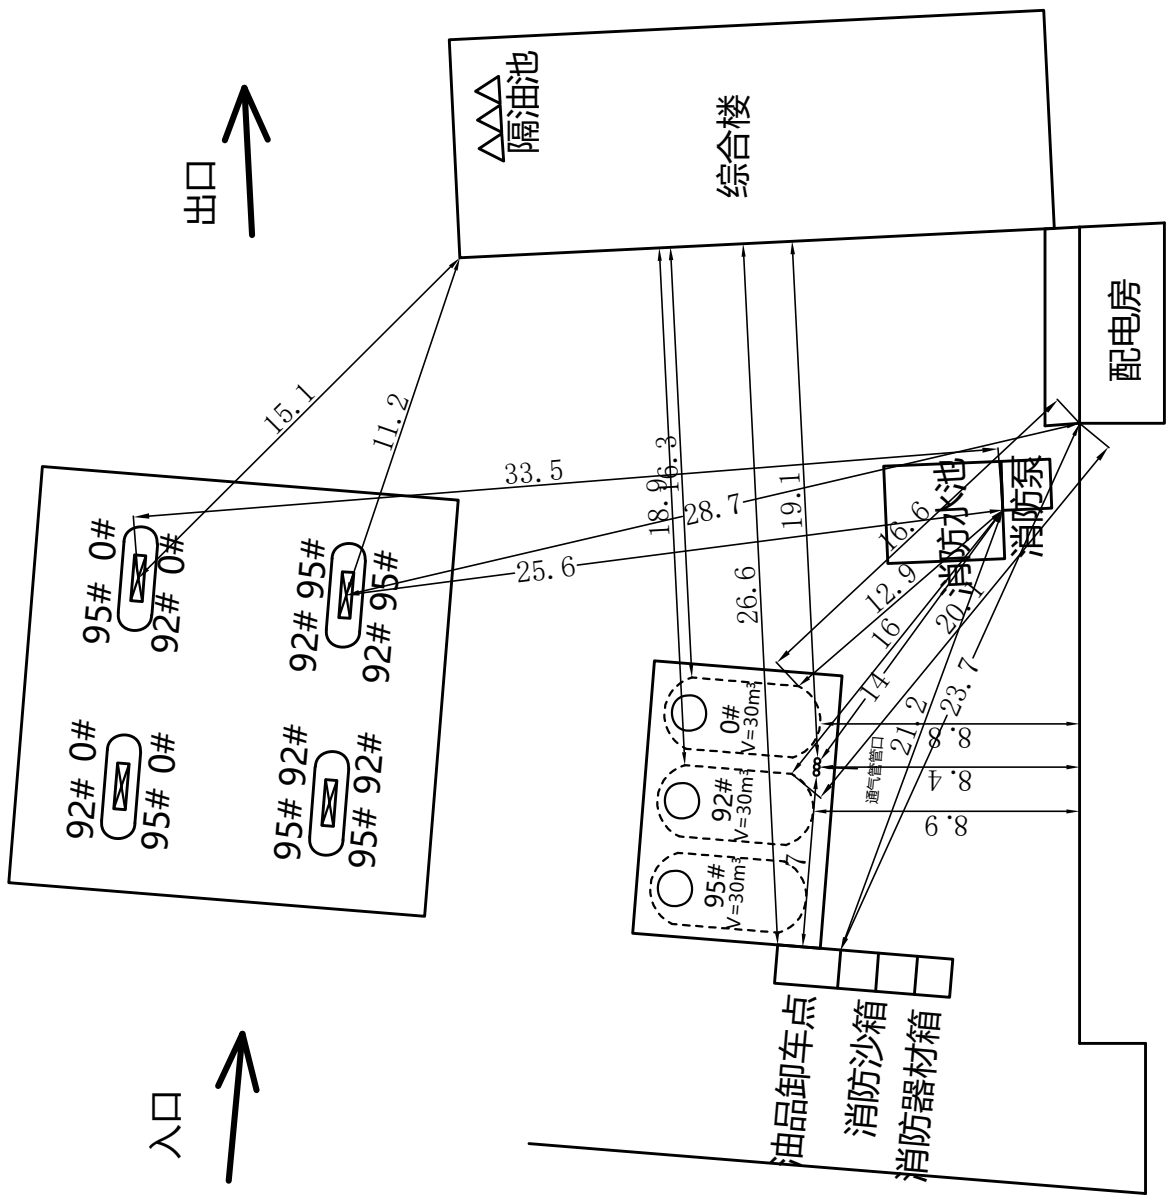 隔油池
综合楼
出口
配电房
15.1
11.2
33.5
16.3
18.9
28.7
19.1
25.6
26.6
16.6
12.9
16
14
20.1
21.2
23.7
8.8
8.4
8.9
7
消防水池
消防泵
95# 0#
92# 0#
92# 95#
92# 95#
92# 0#
95# 0#
95# 92#
95# 92#
0#
V=30m³
92#
V=30m³
95#
V=30m³
通气管管口
油品卸车点
消防沙箱
消防器材箱
入口